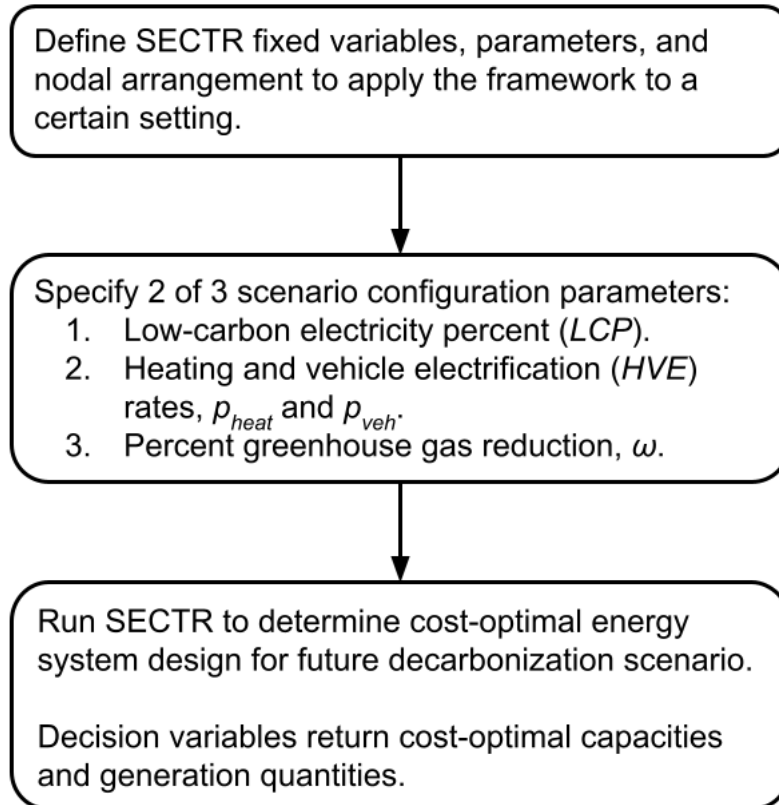 Define SECTR fixed variables, parameters, and
nodal arrangement to apply the framework to a
certain setting.
Specify 2 of 3 scenario configuration parameters:
1. Low-carbon electricity percent (LCP).
2. Heating and vehicle electrification (HVE)
rates, p_heat and p_veh.
3. Percent greenhouse gas reduction, ω.
Run SECTR to determine cost-optimal energy
system design for future decarbonization scenario.
Decision variables return cost-optimal capacities
and generation quantities.